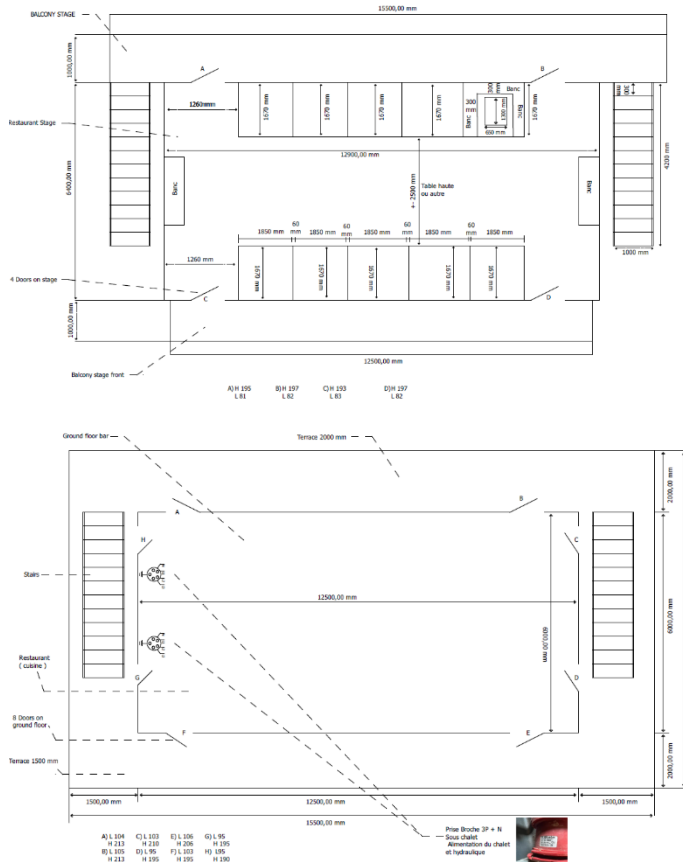 15500,00 mm
BALCONY STAGE
1000,00 mm
A
B
1260mm
1670 mm
1670 mm
1670 mm
1670 mm
300 mm
Banc
300 mm
Banc
1300 mm
650 mm
Banc
1670 mm
300 mm
Restaurant Stage
12900,00 mm
6400,00 mm
4200 mm
Banc
+- 2500 mm
Table haute
ou autre
Banc
60 mm
60 mm
60 mm
60 mm
1850 mm
1850 mm
1850 mm
1850 mm
1850 mm
1000 mm
1260 mm
4 Doors on stage
1670 mm
1670 mm
1670 mm
1670 mm
1670 mm
C
D
1000,00 mm
12500,00 mm
Balcony stage front
A) H 195 B) H 197 C) H 193 D) H 197
L 81 L 82 L 83 L 82
Ground floor bar
Terrace 2000 mm
2000,00 mm
A
B
H
C
Stairs
12500,00 mm
6000,00 mm
6000,00 mm
Restaurant
( cuisine )
G
D
8 Doors on
ground floor
F
E
Terrace 1500 mm
2000,00 mm
1500,00 mm
12500,00 mm
1500,00 mm
15500,00 mm
Prise Broche 3P + N
Sous chalet
Alimentation du chalet
et hydraulique
A) L 104 C) L 103 E) L 106 G) L 95
H 213 H 210 H 206 H 195
B) L 105 D) L 95 F) L 103 H) L95
H 213 H 195 H 195 H 190